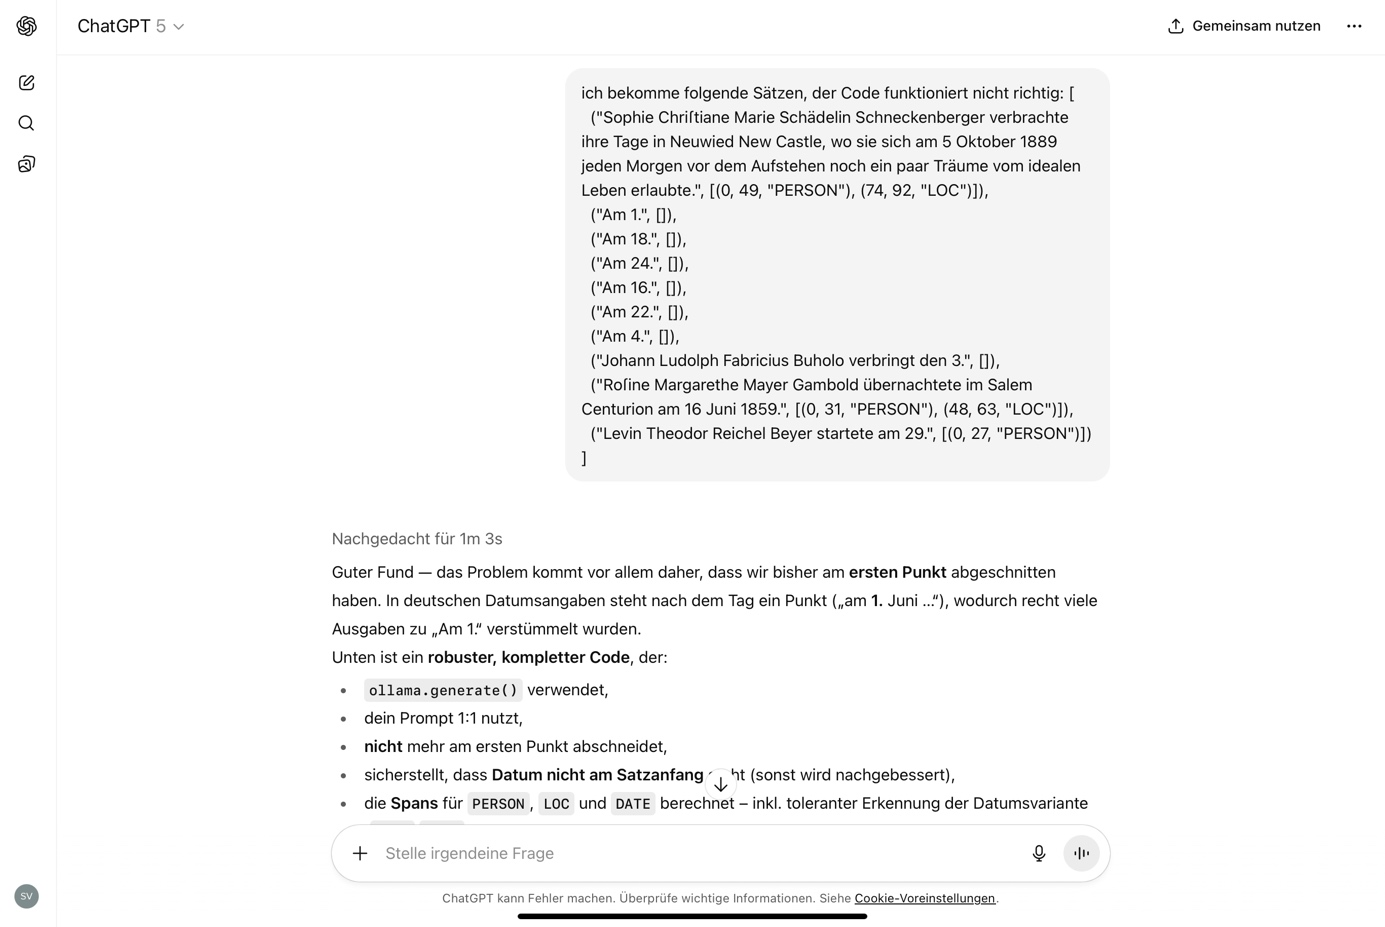 ChatGPT 5
Gemeinsam nutzen
ich bekomme folgende Sätzen, der Code funktioniert nicht richtig: [
("Sophie Chriſtiane Marie Schädelin Schneckenberger verbrachte
ihre Tage in Neuwied New Castle, wo sie sich am 5 Oktober 1889
jeden Morgen vor dem Aufstehen noch ein paar Träume vom idealen
Leben erlaubte.", [(0, 49, "PERSON"), (74, 92, "LOC")]),
("Am 1.", []),
("Am 18.", []),
("Am 24.", []),
("Am 16.", []),
("Am 22.", []),
("Am 4.", []),
("Johann Ludolph Fabricius Buholo verbringt den 3.", []),
("Roſine Margarethe Mayer Gambold übernachtete im Salem
Centurion am 16 Juni 1859.", [(0, 31, "PERSON"), (48, 63, "LOC")]),
("Levin Theodor Reichel Beyer startete am 29.", [(0, 27, "PERSON")])
]
Nachgedacht für 1m 3s
Guter Fund — das Problem kommt vor allem daher, dass wir bisher am ersten Punkt abgeschnitten
haben. In deutschen Datumsangaben steht nach dem Tag ein Punkt („am 1. Juni …“), wodurch recht viele
Ausgaben zu „Am 1.“ verstümmelt wurden.
Unten ist ein robuster, kompletter Code, der:
• ollama.generate() verwendet,
• dein Prompt 1:1 nutzt,
• nicht mehr am ersten Punkt abschneidet,
• sicherstellt, dass Datum nicht am Satzanfang (sonst wird nachgebessert),
• die Spans für PERSON, LOC und DATE berechnet – inkl. toleranter Erkennung der Datumsvariante
Stelle irgendeine Frage
ChatGPT kann Fehler machen. Überprüfe wichtige Informationen. Siehe Cookie-Voreinstellungen.
SV